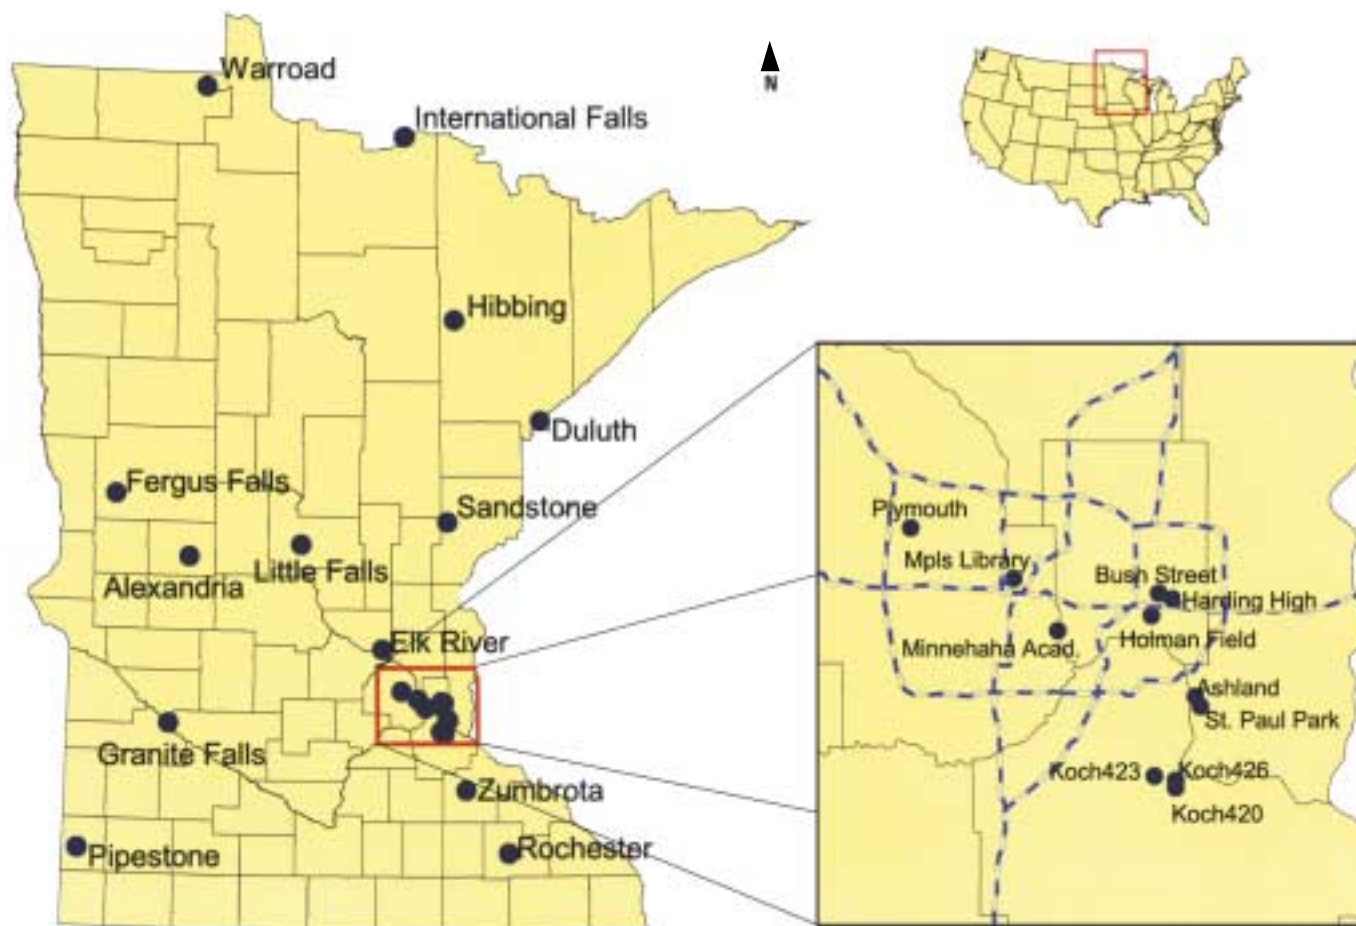 Warroad
N
International Falls
Hibbing
Duluth
Fergus Falls
Sandstone
Little Falls
Alexandria
Elk River
Granite Falls
Zumbrota
Pipestone
Rochester
Plymouth
Mpls Library
Bush Street
Harding High
Minnehaha Acad.
Holman Field
Ashland
St. Paul Park
Koch423
Koch426
Koch420